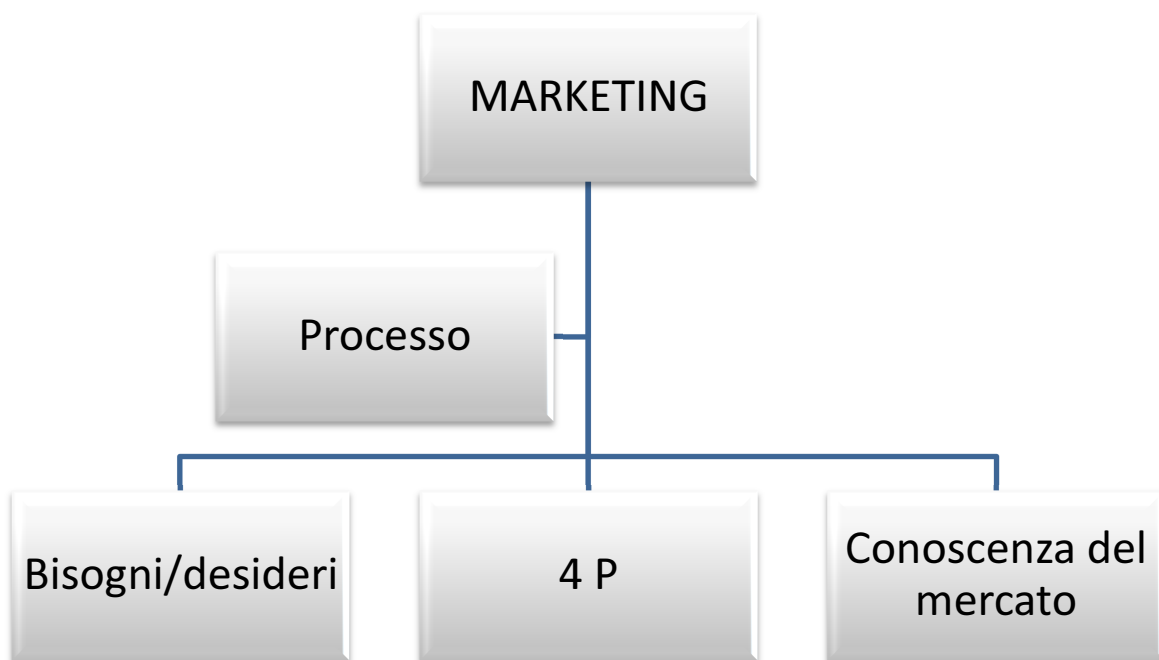 MARKETING
Processo
Bisogni/desideri
4 P
Conoscenza del
mercato